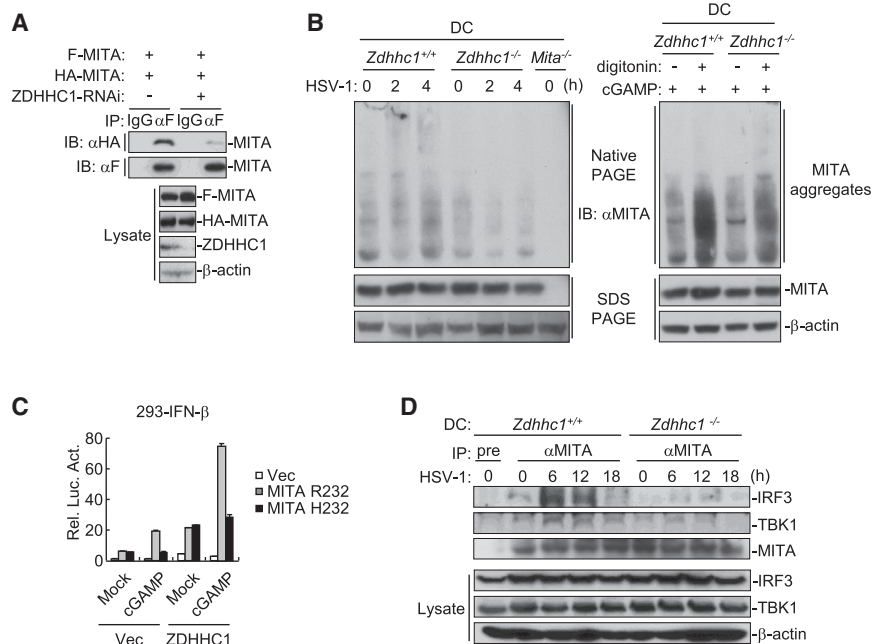 A
F-MITA: + +
HA-MITA: + +
ZDHHC1-RNAi: - +
IP: IgG αF IgG αF
IB: αHA -MITA
IB: αF -MITA
-F-MITA
-HA-MITA
Lysate
-ZDHHC1
-β-actin
B
DC
Zdhhc1+/+ Zdhhc1-/- Mita-/-
HSV-1: 0 2 4 0 2 4 0 (h)
Native
PAGE
IB: αMITA
SDS
PAGE
DC
Zdhhc1+/+ Zdhhc1-/-
digitonin: - + - +
cGAMP: + + + +
MITA
aggregates
-MITA
-β-actin
C
293-IFN-β
Rel. Luc. Act.
80
60
40
20
0
Vec
MITA R232
MITA H232
Mock cGAMP Mock cGAMP
Vec ZDHHC1
D
DC: Zdhhc1+/+ Zdhhc1 -/-
IP: pre αMITA αMITA
HSV-1: 0 0 6 12 18 0 6 12 18 (h)
-IRF3
-TBK1
-MITA
-IRF3
Lysate -TBK1
-β-actin